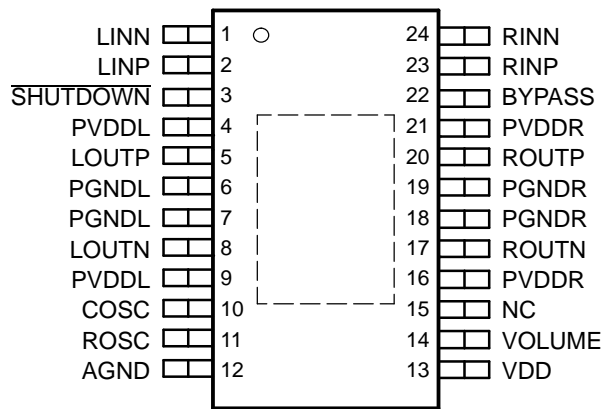 LINN 1 24 RINN
LINP 2 23 RINP
SHUTDOWN 3 22 BYPASS
PVDDL 4 21 PVDDR
LOUTP 5 20 ROUTP
PGNDL 6 19 PGNDR
PGNDL 7 18 PGNDR
LOUTN 8 17 ROUTN
PVDDL 9 16 PVDDR
COSC 10 15 NC
ROSC 11 14 VOLUME
AGND 12 13 VDD